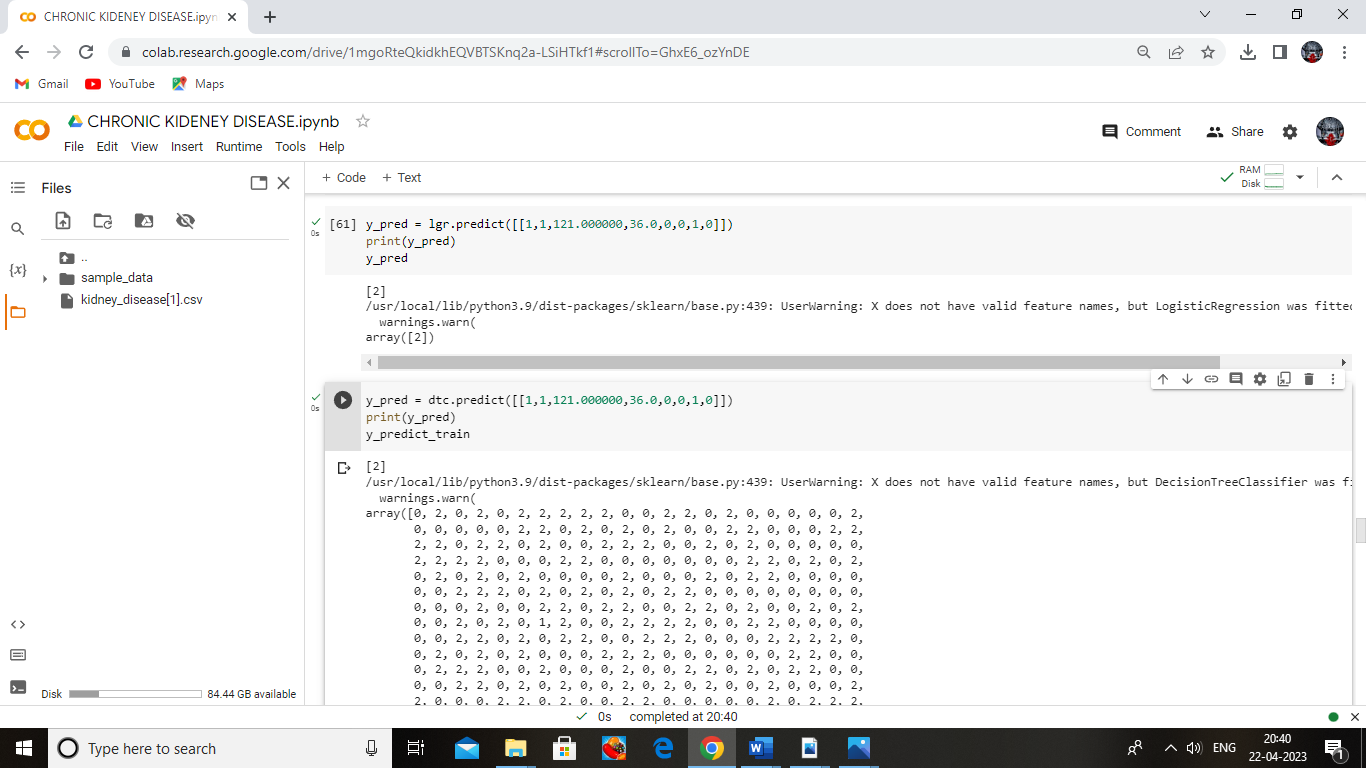 CHRONIC KIDENEY DISEASE.ipyn
colab.research.google.com/drive/1mgoRteQkidkhEQVBTSKnq2a-LSiHTkf1#scrollTo=GhxE6_ozYnDE
Gmail YouTube Maps
CHRONIC KIDENEY DISEASE.ipynb
Comment Share
File Edit View Insert Runtime Tools Help
Files
+ Code + Text
RAM
Disk
..
sample_data
kidney_disease[1].csv
{x}
0s
[61] y_pred = lgr.predict([[1,1,121.000000,36.0,0,0,1,0]])
print(y_pred)
y_pred
[2]
/usr/local/lib/python3.9/dist-packages/sklearn/base.py:439: UserWarning: X does not have valid feature names, but LogisticRegression was fitted
warnings.warn(
array([2])
0s
y_pred = dtc.predict([[1,1,121.000000,36.0,0,0,1,0]])
print(y_pred)
y_predict_train
[2]
/usr/local/lib/python3.9/dist-packages/sklearn/base.py:439: UserWarning: X does not have valid feature names, but DecisionTreeClassifier was fi
warnings.warn(
array([0, 2, 0, 2, 0, 2, 2, 2, 2, 2, 0, 0, 2, 2, 0, 2, 0, 0, 0, 0, 0, 2,
0, 0, 0, 0, 0, 2, 2, 0, 2, 0, 2, 0, 2, 0, 2, 2, 0, 0, 0, 2, 2,
2, 2, 0, 2, 2, 0, 2, 0, 0, 2, 2, 2, 0, 0, 2, 0, 2, 0, 0, 0, 0, 0,
2, 2, 2, 2, 0, 0, 0, 2, 2, 0, 0, 0, 0, 0, 0, 2, 2, 0, 2, 0, 2,
0, 2, 0, 2, 0, 2, 0, 0, 0, 0, 2, 0, 0, 0, 2, 0, 2, 2, 0, 0, 0, 0,
0, 0, 2, 2, 2, 0, 2, 0, 2, 0, 2, 0, 0, 2, 0, 2, 0, 0, 0, 0, 0, 0,
0, 0, 0, 2, 0, 0, 2, 2, 0, 2, 2, 0, 0, 2, 2, 0, 2, 0, 0, 2, 0, 2,
0, 0, 2, 0, 2, 0, 1, 2, 0, 0, 2, 2, 2, 2, 0, 0, 2, 2, 0, 0, 0, 0,
0, 0, 2, 2, 0, 2, 0, 2, 2, 0, 0, 2, 2, 2, 0, 0, 0, 2, 2, 2, 2, 0,
0, 2, 0, 2, 0, 2, 0, 0, 0, 2, 2, 0, 0, 0, 0, 0, 0, 0, 2, 2, 0, 0,
0, 2, 2, 2, 0, 0, 2, 0, 0, 0, 2, 0, 0, 2, 2, 0, 2, 0, 2, 2, 0, 0,
0, 0, 2, 2, 0, 2, 0, 2, 0, 0, 2, 0, 2, 0, 2, 0, 0, 2, 0, 0, 0, 2,
Disk 84.44 GB available
0s completed at 20:40
Type here to search
ENG
20:40
22-04-2023
1